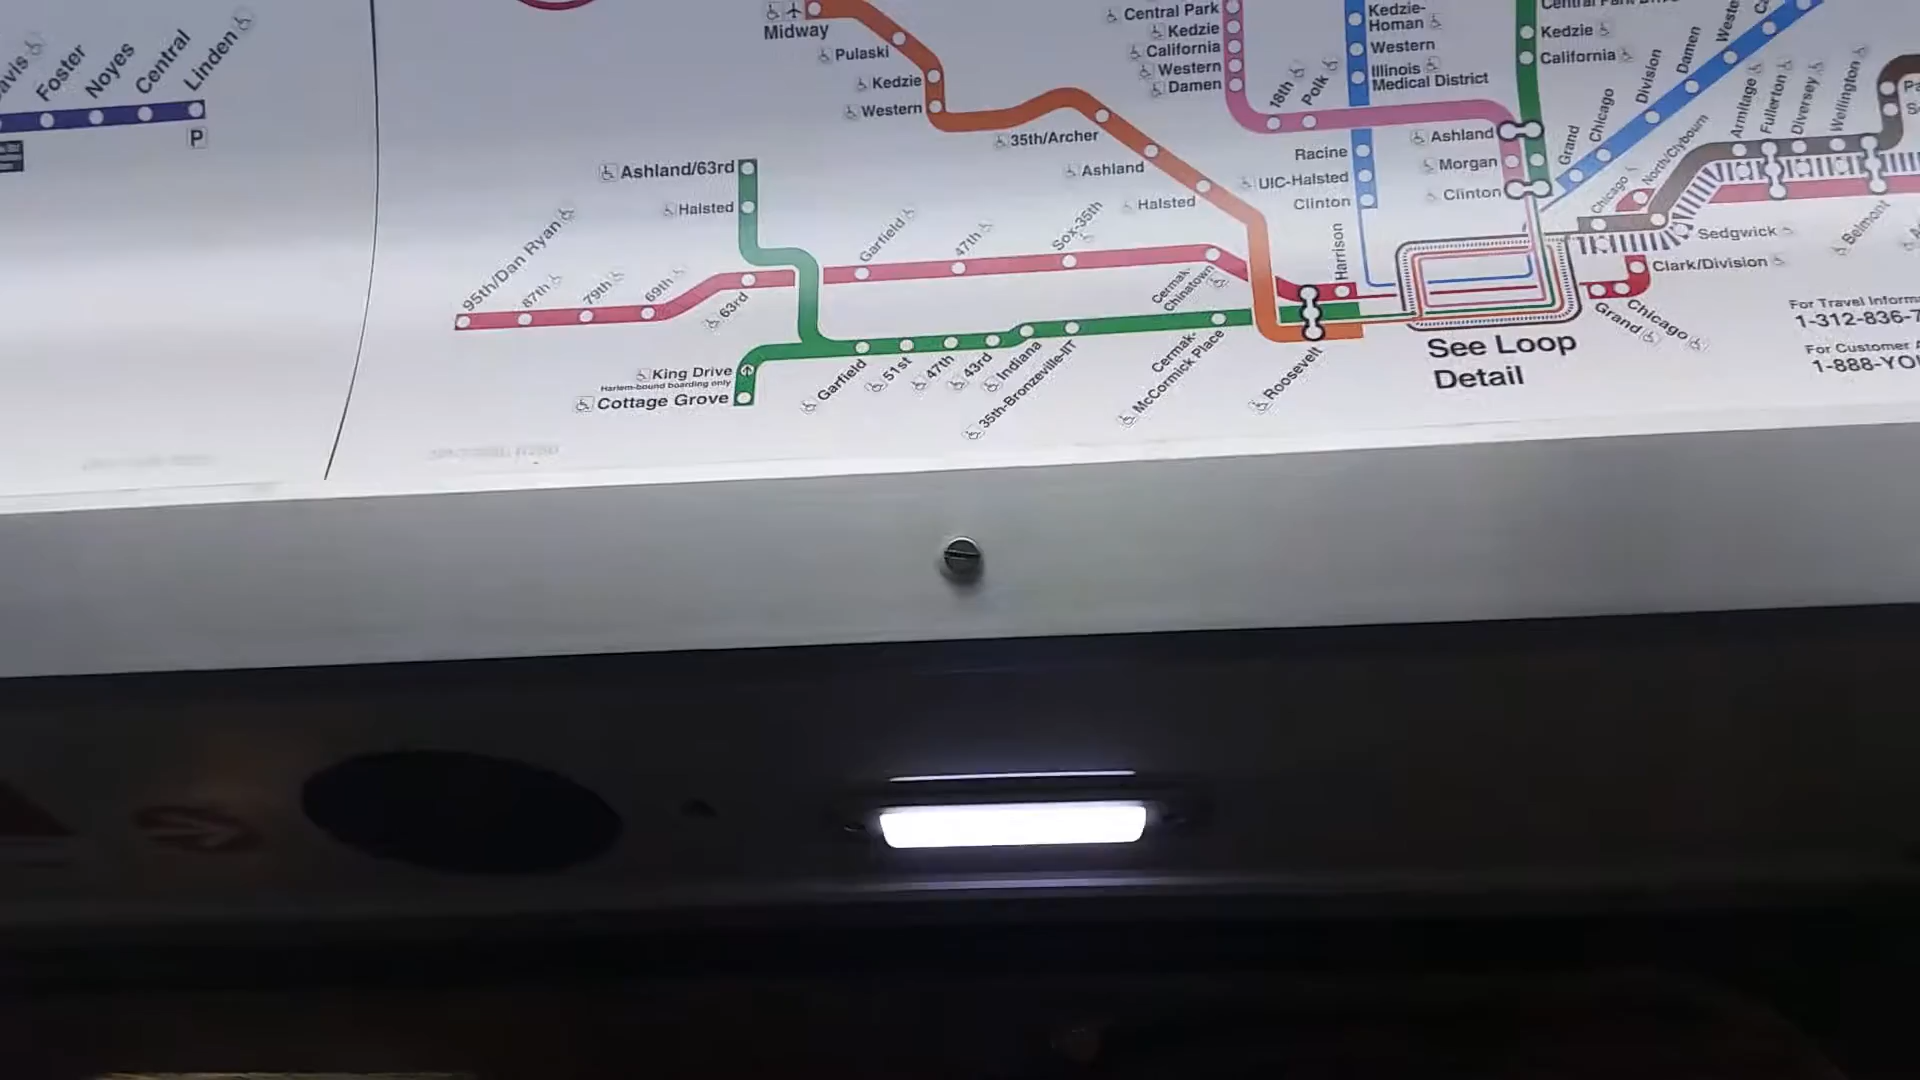 Foster
Noyes
Central
Linden
P
Midway
Pulaski
Kedzie
Western
35th/Archer
Ashland
Halsted
Central Park
Kedzie
California
Western
Damen
18th
Polk
Kedzie-
Homan
Western
Illinois
Medical District
Racine
UIC-Halsted
Clinton
Kedzie
California
Ashland
Morgan
Clinton
Grand
Chicago
Division
Damen
Chicago
North/Clybourn
Armitage
Fullerton
Diversey
Wellington
Sedgwick
Belmont
Clark/Division
Chicago
Grand
Harrison
Ashland/63rd
Halsted
95th/Dan Ryan
87th
79th
69th
63rd
Garfield
47th
Sox-35th
Cermak-
Chinatown
King Drive
Harlem-bound boarding only
Cottage Grove
Garfield
51st
47th
43rd
Indiana
35th-Bronzeville-IIT
Cermak-
McCormick Place
Roosevelt
See Loop
Detail
For Travel
1-312-836-7
For Customer
1-888-YO